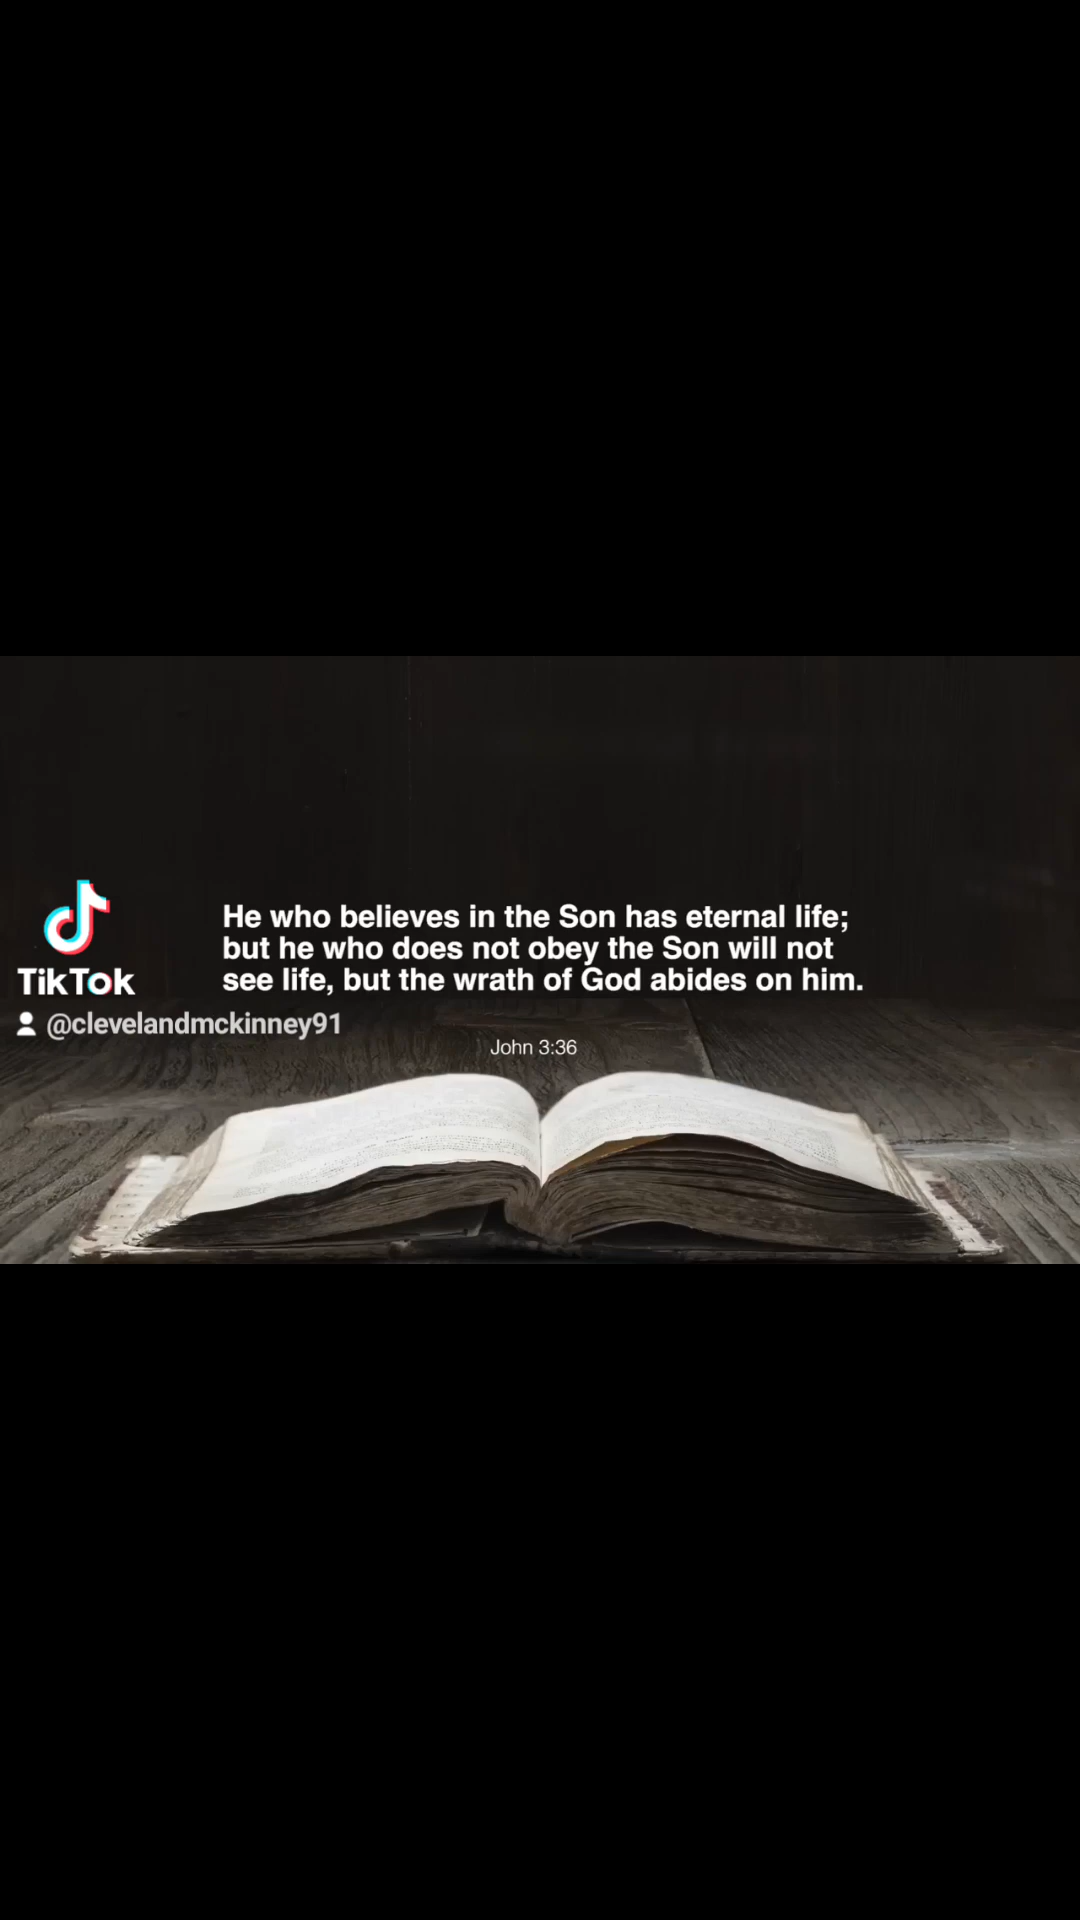 He who believes in the Son has eternal life;
but he who does not obey the Son will not
see life, but the wrath of God abides on him.
John 3:36
TikTok
@clevelandmckinney91